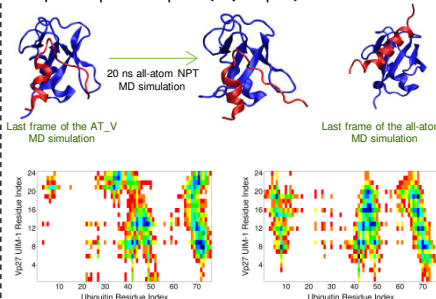 20 ns all-atom NPT
MD simulation
Last frame of the AT_V
MD simulation
Last frame of the all-atom
MD simulation
Vp27 UIM-1 Residue Index
24
20
16
12
8
4
10 20 30 40 50 60 70
Ubiquitin Residue Index
Vp27 UIM-1 Residue Index
24
20
16
12
8
4
10 20 30 40 50 60 70
Ubiquitin Residue Index